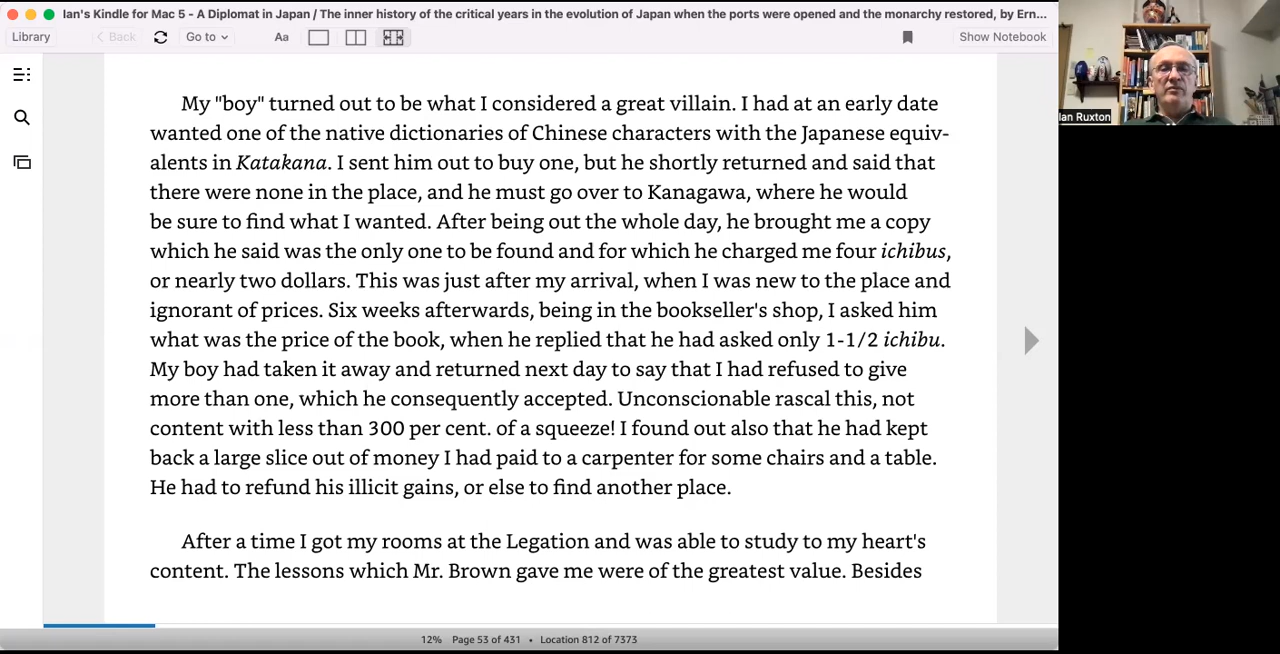 Ian's Kindle for Mac 5 - A Diplomat in Japan / The inner history of the critical years in the evolution of Japan when the ports were opened and the monarchy restored, by Ern...
Library
Back
Go to
Aa
Show Notebook
Ian Ruxton
My "boy" turned out to be what I considered a great villain. I had at an early date
wanted one of the native dictionaries of Chinese characters with the Japanese equiv-
alents in Katakana. I sent him out to buy one, but he shortly returned and said that
there were none in the place, and he must go over to Kanagawa, where he would
be sure to find what I wanted. After being out the whole day, he brought me a copy
which he said was the only one to be found and for which he charged me four ichibus,
or nearly two dollars. This was just after my arrival, when I was new to the place and
ignorant of prices. Six weeks afterwards, being in the bookseller's shop, I asked him
what was the price of the book, when he replied that he had asked only 1-1/2 ichibu.
My boy had taken it away and returned next day to say that I had refused to give
more than one, which he consequently accepted. Unconscionable rascal this, not
content with less than 300 per cent. of a squeeze! I found out also that he had kept
back a large slice out of money I had paid to a carpenter for some chairs and a table.
He had to refund his illicit gains, or else to find another place.
After a time I got my rooms at the Legation and was able to study to my heart's
content. The lessons which Mr. Brown gave me were of the greatest value. Besides
12% Page 53 of 431 • Location 812 of 7373